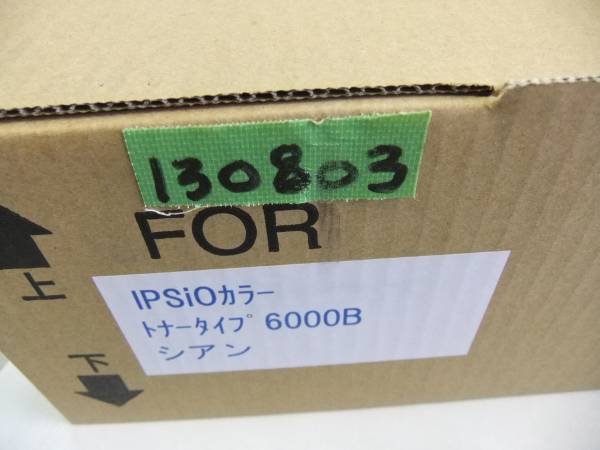 130803
FOR
上
IPSiOカラー
トナータイプ 6000B
シアン
下